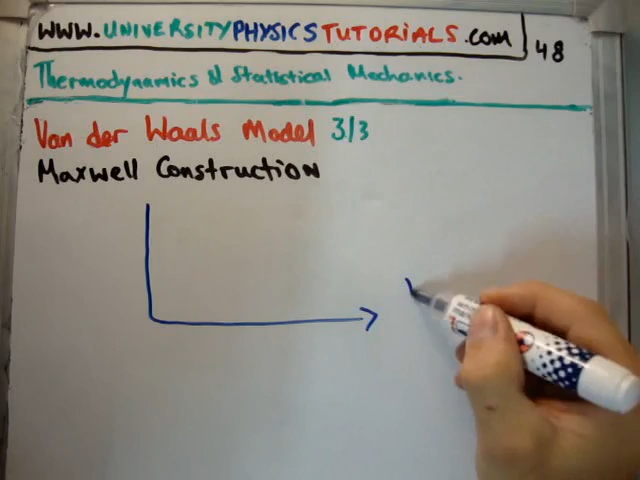 WWW.UNIVERSITYPHYSICSTUTORIALS.COM 48
Thermodynamics & Statistical Mechanics.
Van der Waals Model 3/3
Maxwell Construction